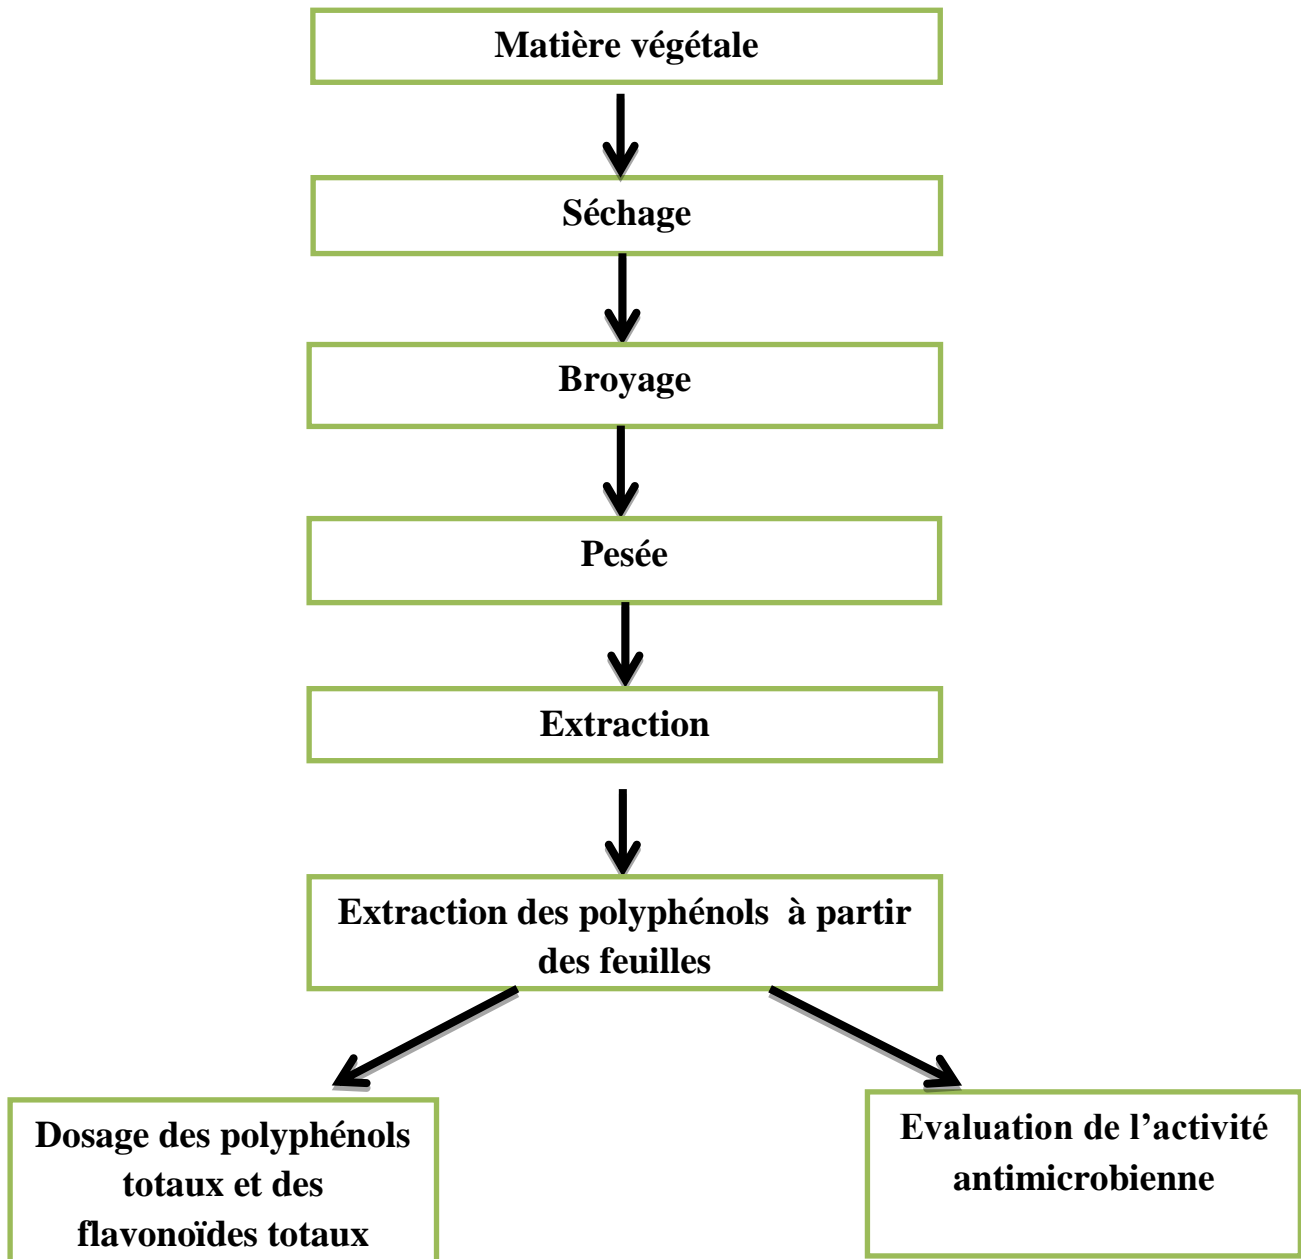 Matière végétale
Séchage
Broyage
Pesée
Extraction
Extraction des polyphénols à partir
des feuilles
Dosage des polyphénols
totaux et des
flavonoïdes totaux
Evaluation de l’activité
antimicrobienne